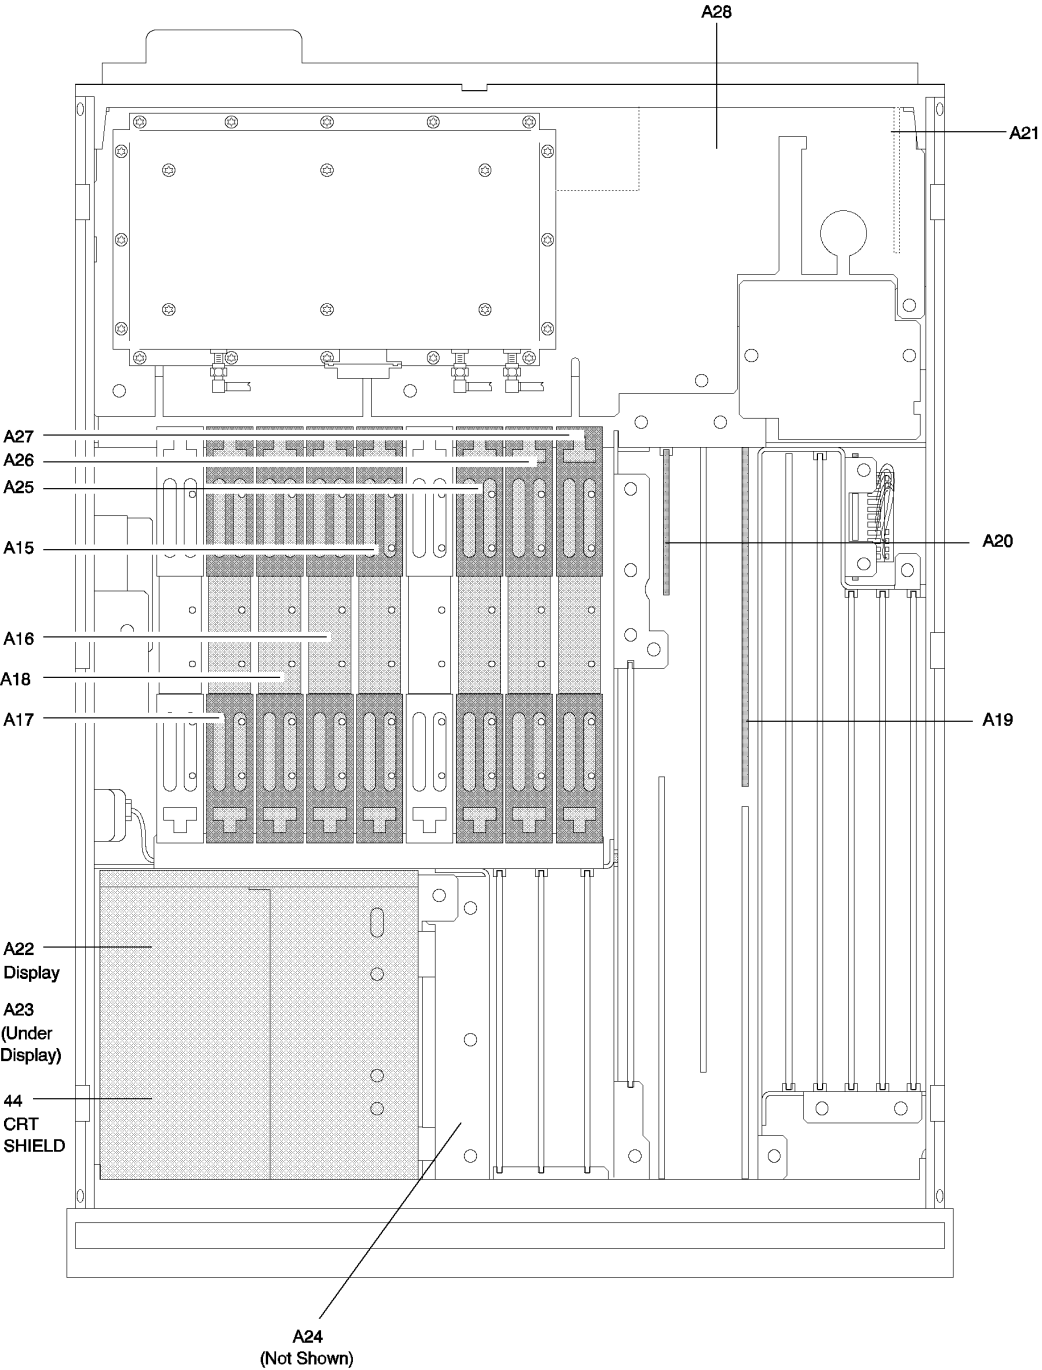 A28
A21
A27
A26
A25
A15
A20
A16
A18
A17
A19
A22
Display
A23
(Under
Display)
44
CRT
SHIELD
A24
(Not Shown)